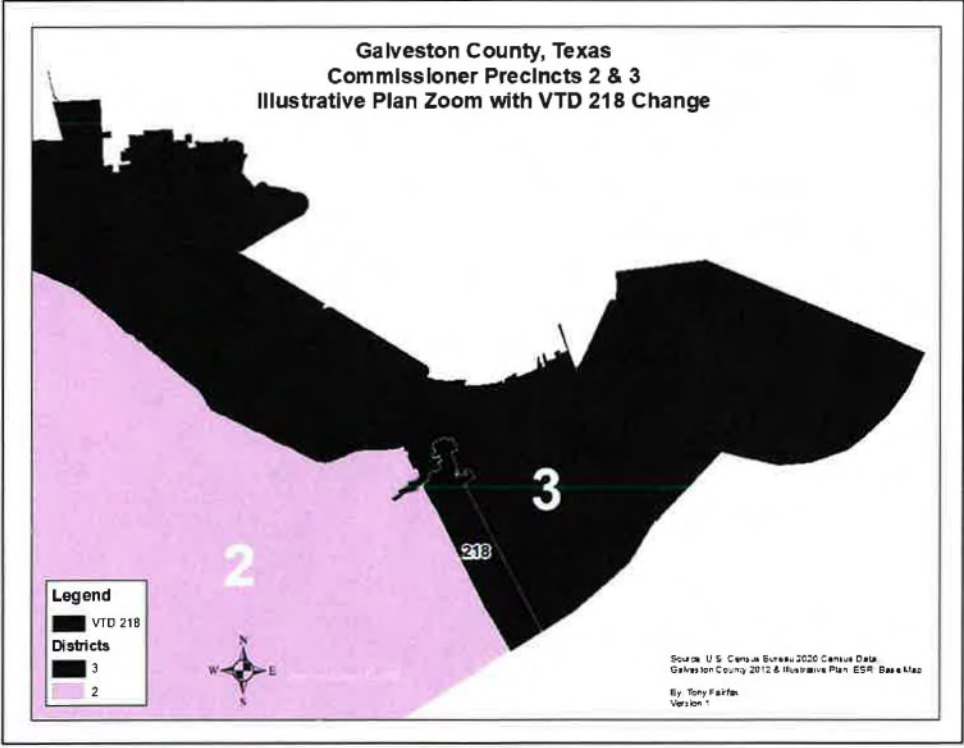 Galveston County, Texas
Commissioner Precincts 2 & 3
Illustrative Plan Zoom with VTD 218 Change
3
218
2
Legend
VTD 218
Districts
3
2
N
W E
S
Source: U.S. Census Bureau 2020 Census Data,
Galveston County 2012 & Illustrative Plan ESRI Base Map
By: Tony Fairfax
Version 1